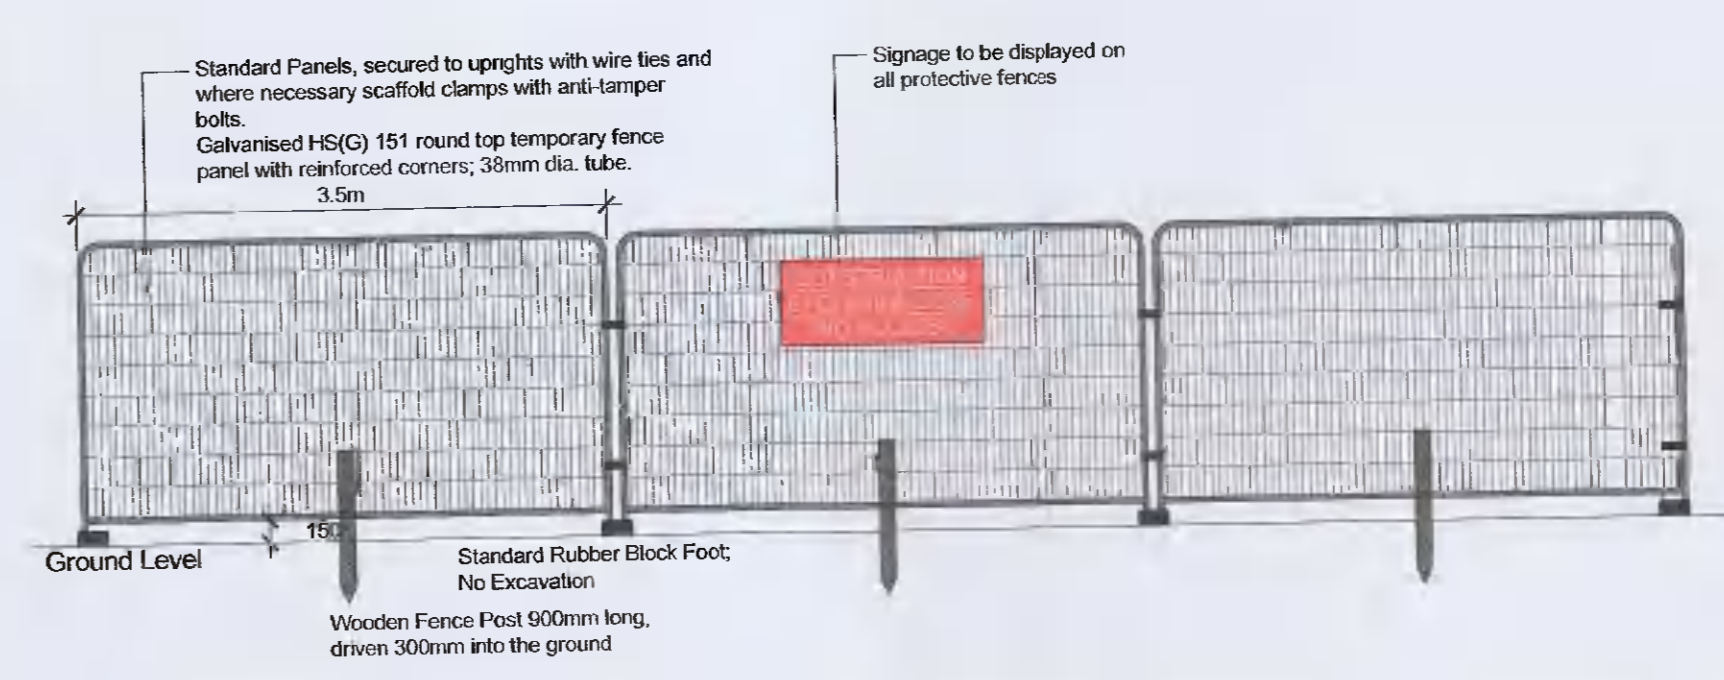 Standard Panels, secured to uprights with wire ties and
where necessary scaffold clamps with anti-tamper
bolts.
Galvanised HS(G) 151 round top temporary fence
panel with reinforced corners; 38mm dia. tube.
3.5m
Signage to be displayed on
all protective fences
150
Ground Level
Standard Rubber Block Foot;
No Excavation
Wooden Fence Post 900mm long,
driven 300mm into the ground